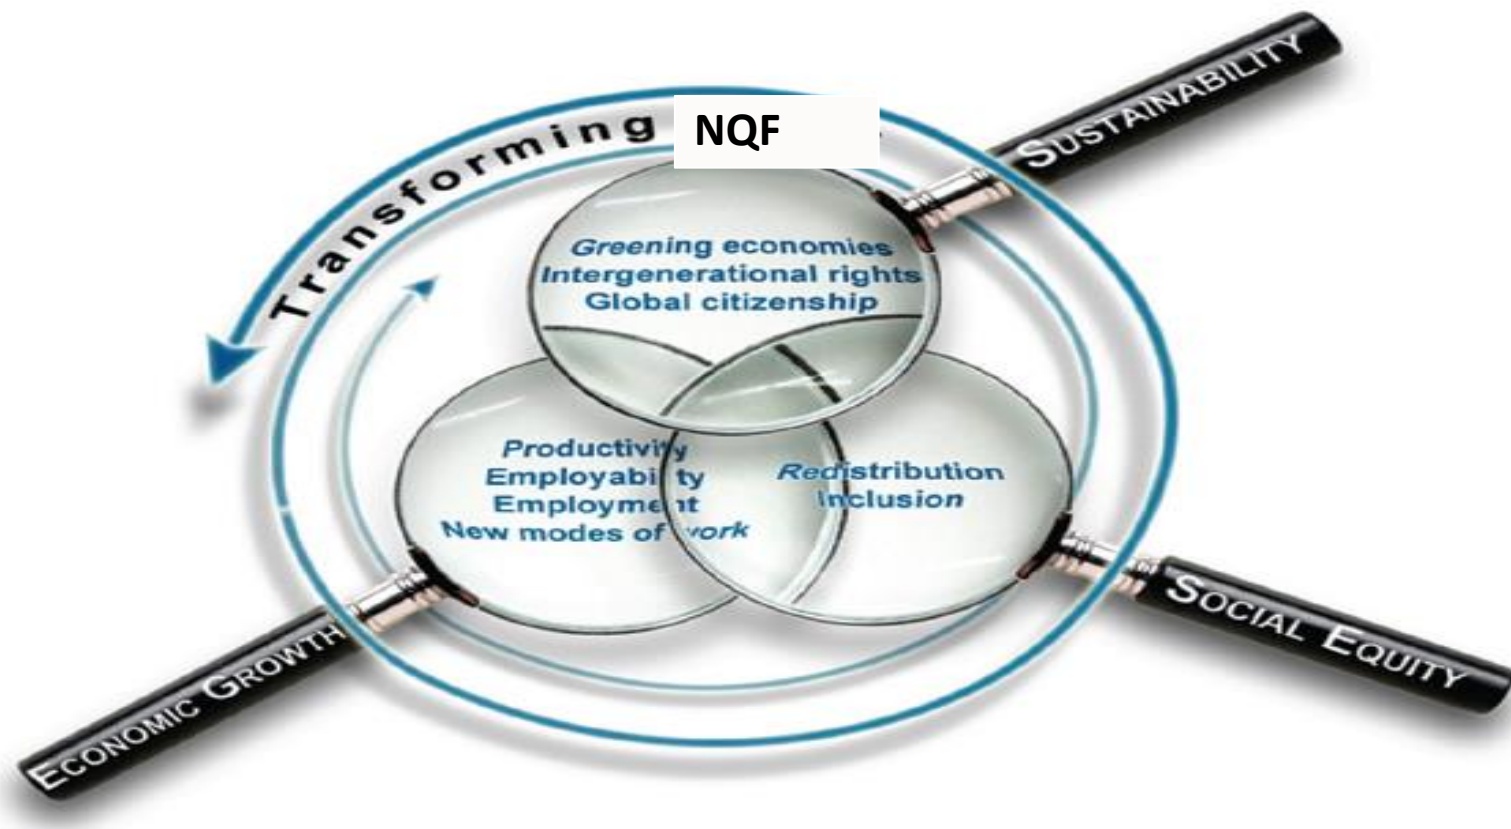 Transforming NQF
SUSTAINABILITY
Greening economies
Intergenerational rights
Global citizenship
Productivity
Employability
Employment
New modes of work
Redistribution
Inclusion
ECONOMIC GROWTH
SOCIAL EQUITY